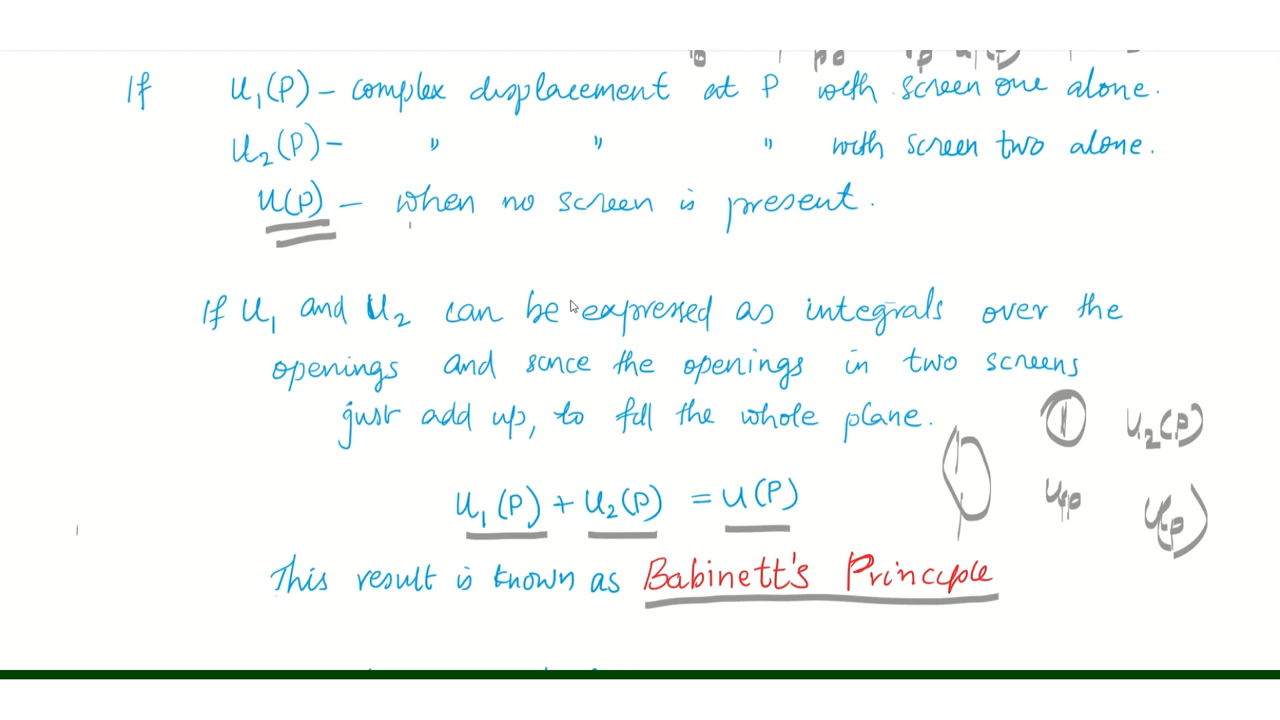 If U₁(P) – complex displacement at P with screen one alone.
U₂(P) – " " " with screen two alone.
U(P) – when no screen is present.
If U₁ and U₂ can be expressed as integrals over the
openings and since the openings in two screens
just add up, to fill the whole plane.
① U₂(P)
U₁(P) + U₂(P) = U(P)
U(P)
This result is known as Babinett's Principle